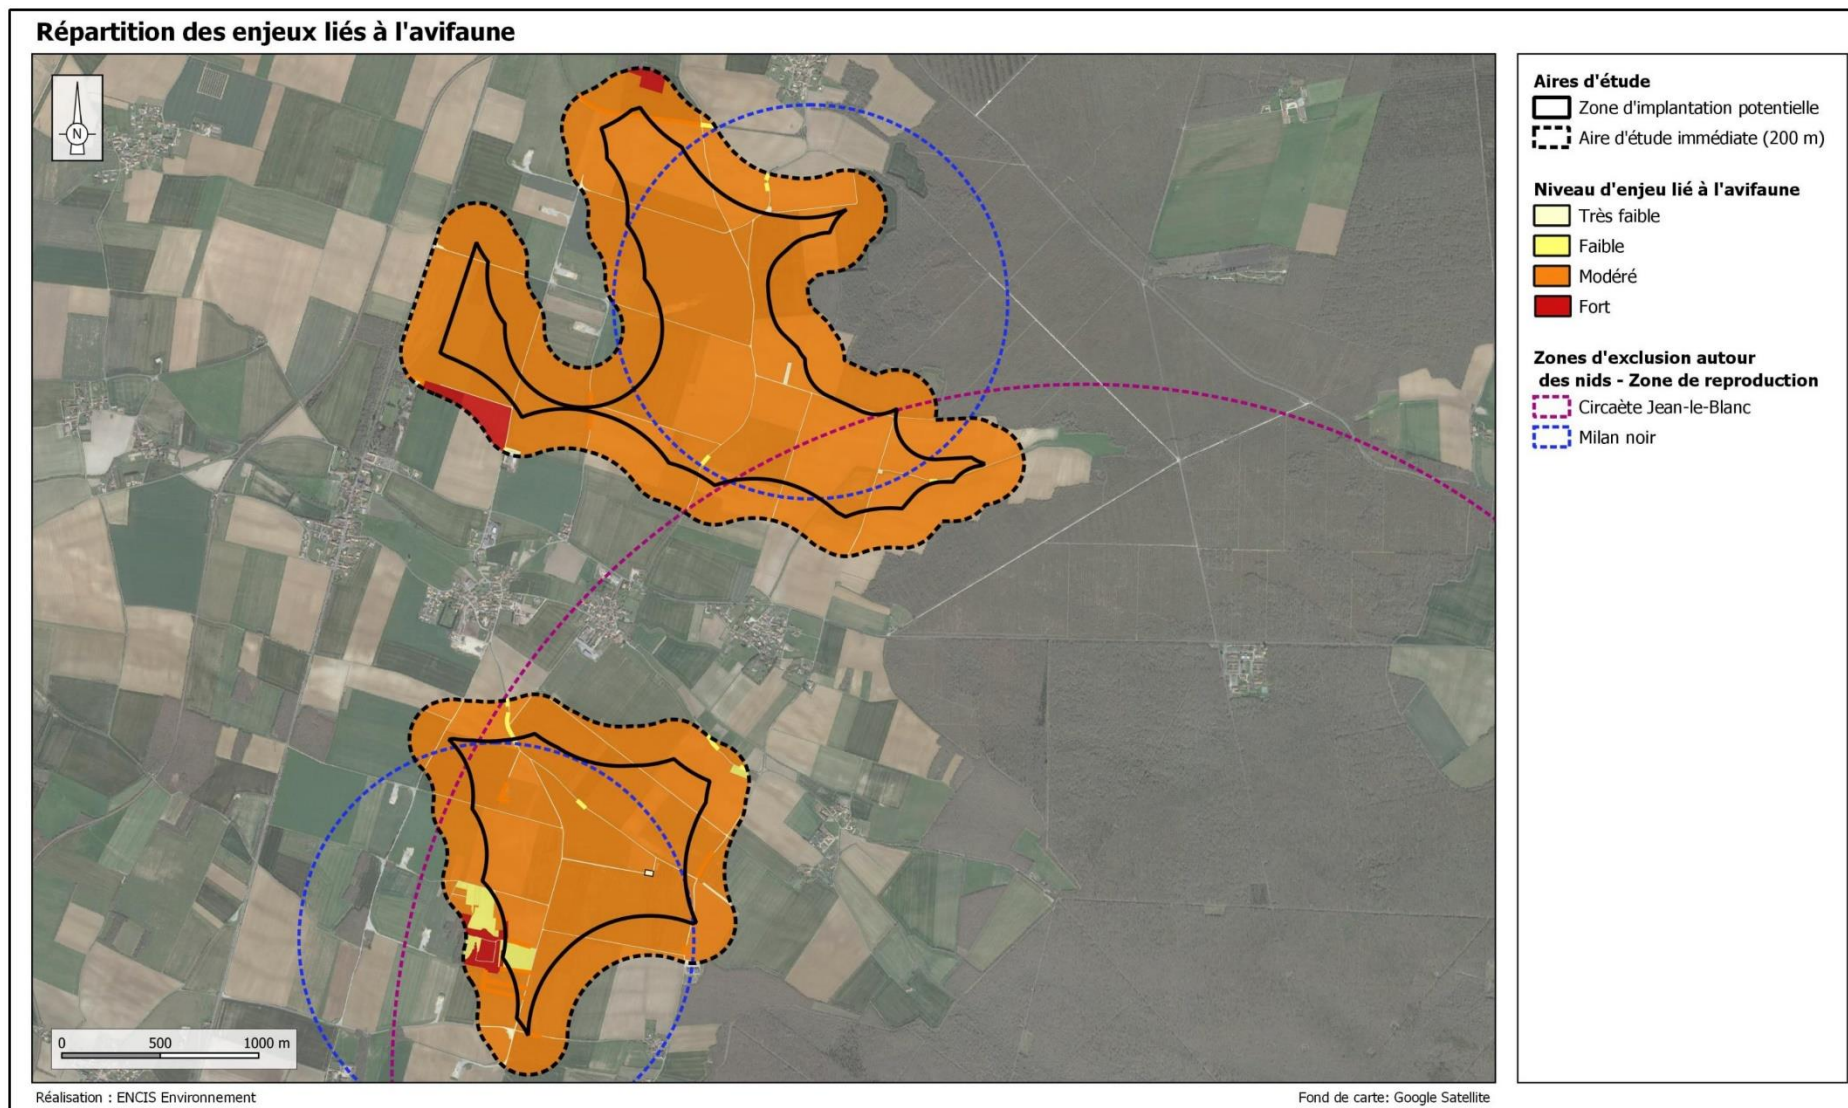 Répartition des enjeux liés à l'avifaune
N
0 500 1000 m
Aires d'étude
Zone d'implantation potentielle
Aire d'étude immédiate (200 m)
Niveau d'enjeu lié à l'avifaune
Très faible
Faible
Modéré
Fort
Zones d'exclusion autour
des nids - Zone de reproduction
Circaète Jean-le-Blanc
Milan noir
Réalisation : ENCIS Environnement
Fond de carte: Google Satellite